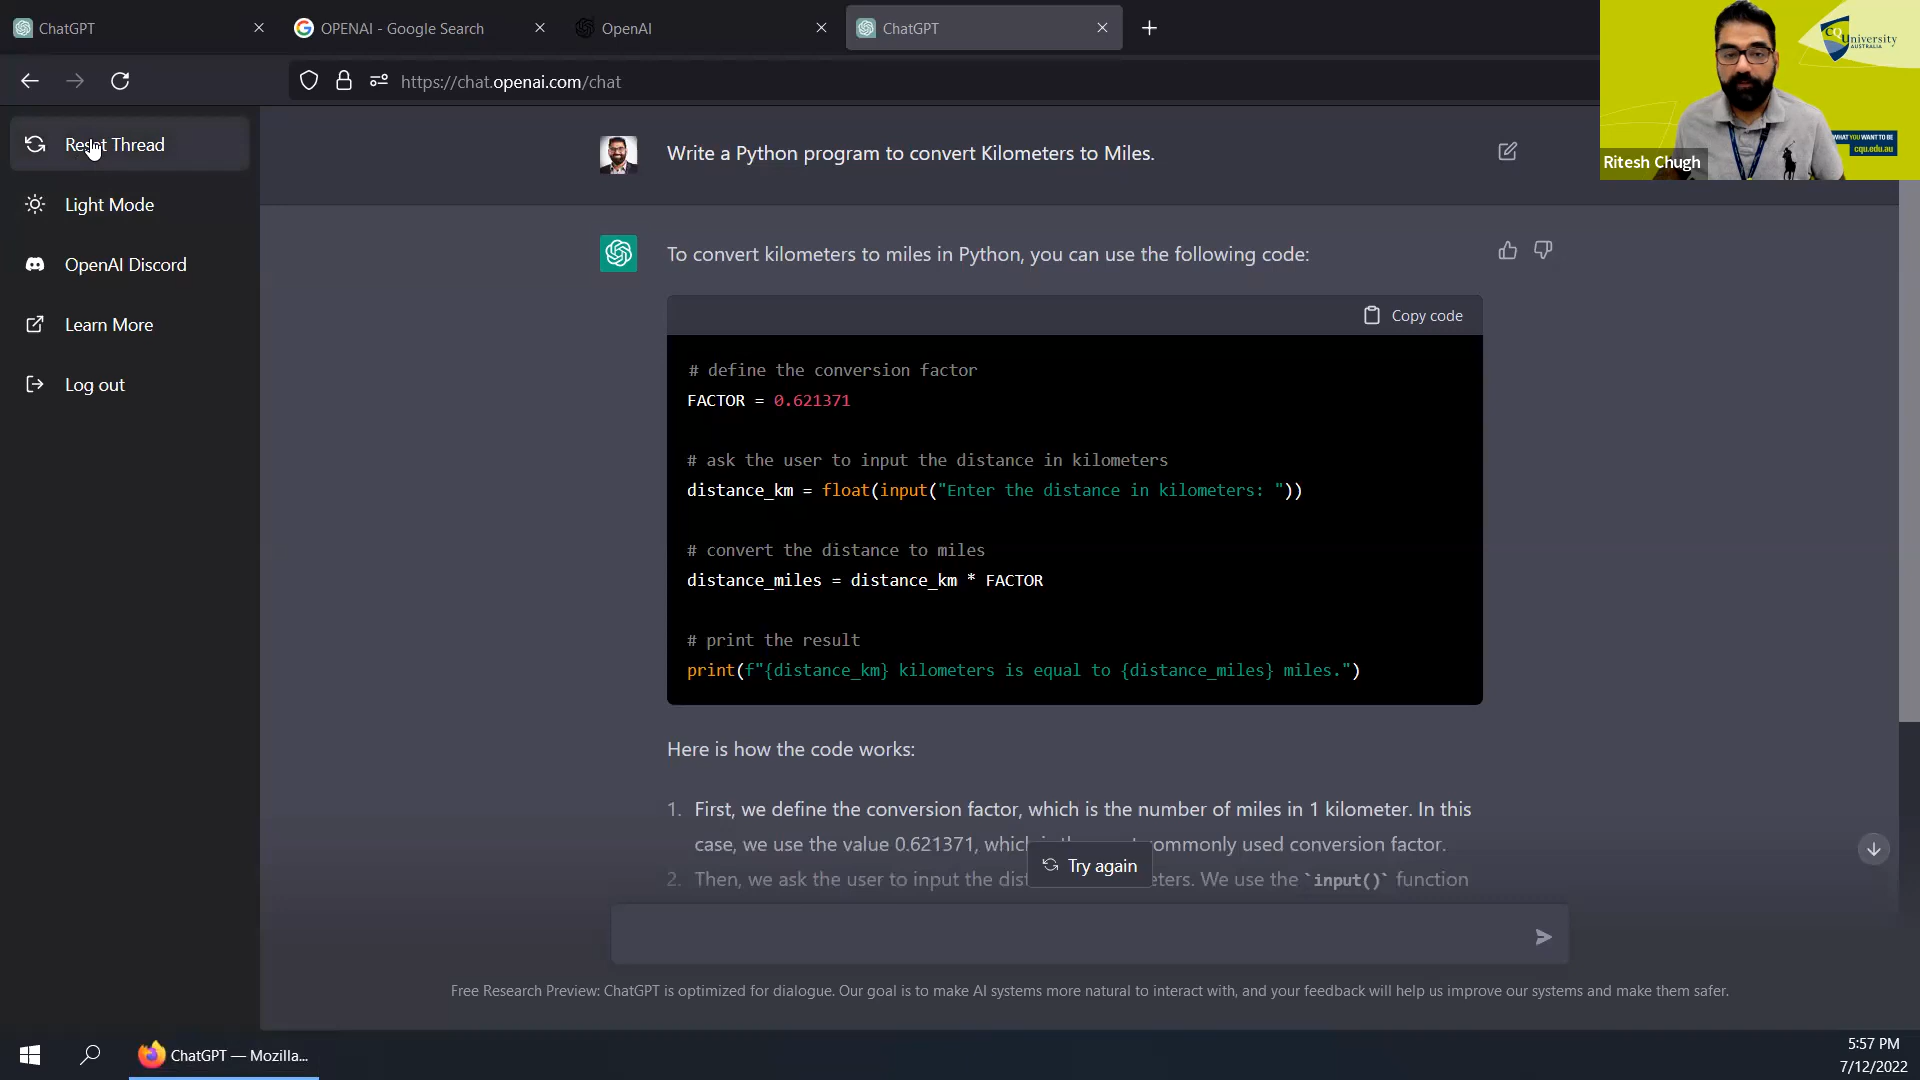 ChatGPT
OPENAI - Google Search
OpenAI
ChatGPT
https://chat.openai.com/chat
CQUniversity
AUSTRALIA
WHAT YOU WANT TO BE
cqu.edu.au
Ritesh Chugh
Reset Thread
Light Mode
OpenAI Discord
Learn More
Log out
Write a Python program to convert Kilometers to Miles.
To convert kilometers to miles in Python, you can use the following code:
Copy code
# define the conversion factor
FACTOR = 0.621371
# ask the user to input the distance in kilometers
distance_km = float(input("Enter the distance in kilometers: "))
# convert the distance to miles
distance_miles = distance_km * FACTOR
# print the result
print(f"{distance_km} kilometers is equal to {distance_miles} miles.")
Here is how the code works:
1. First, we define the conversion factor, which is the number of miles in 1 kilometer. In this
case, we use the value 0.621371, which commonly used conversion factor.
Try again
2. Then, we ask the user to input the We use the `input()` function
Free Research Preview: ChatGPT is optimized for dialogue. Our goal is to make AI systems more natural to interact with, and your feedback will help us improve our systems and make them safer.
ChatGPT — Mozilla...
5:57 PM
7/12/2022